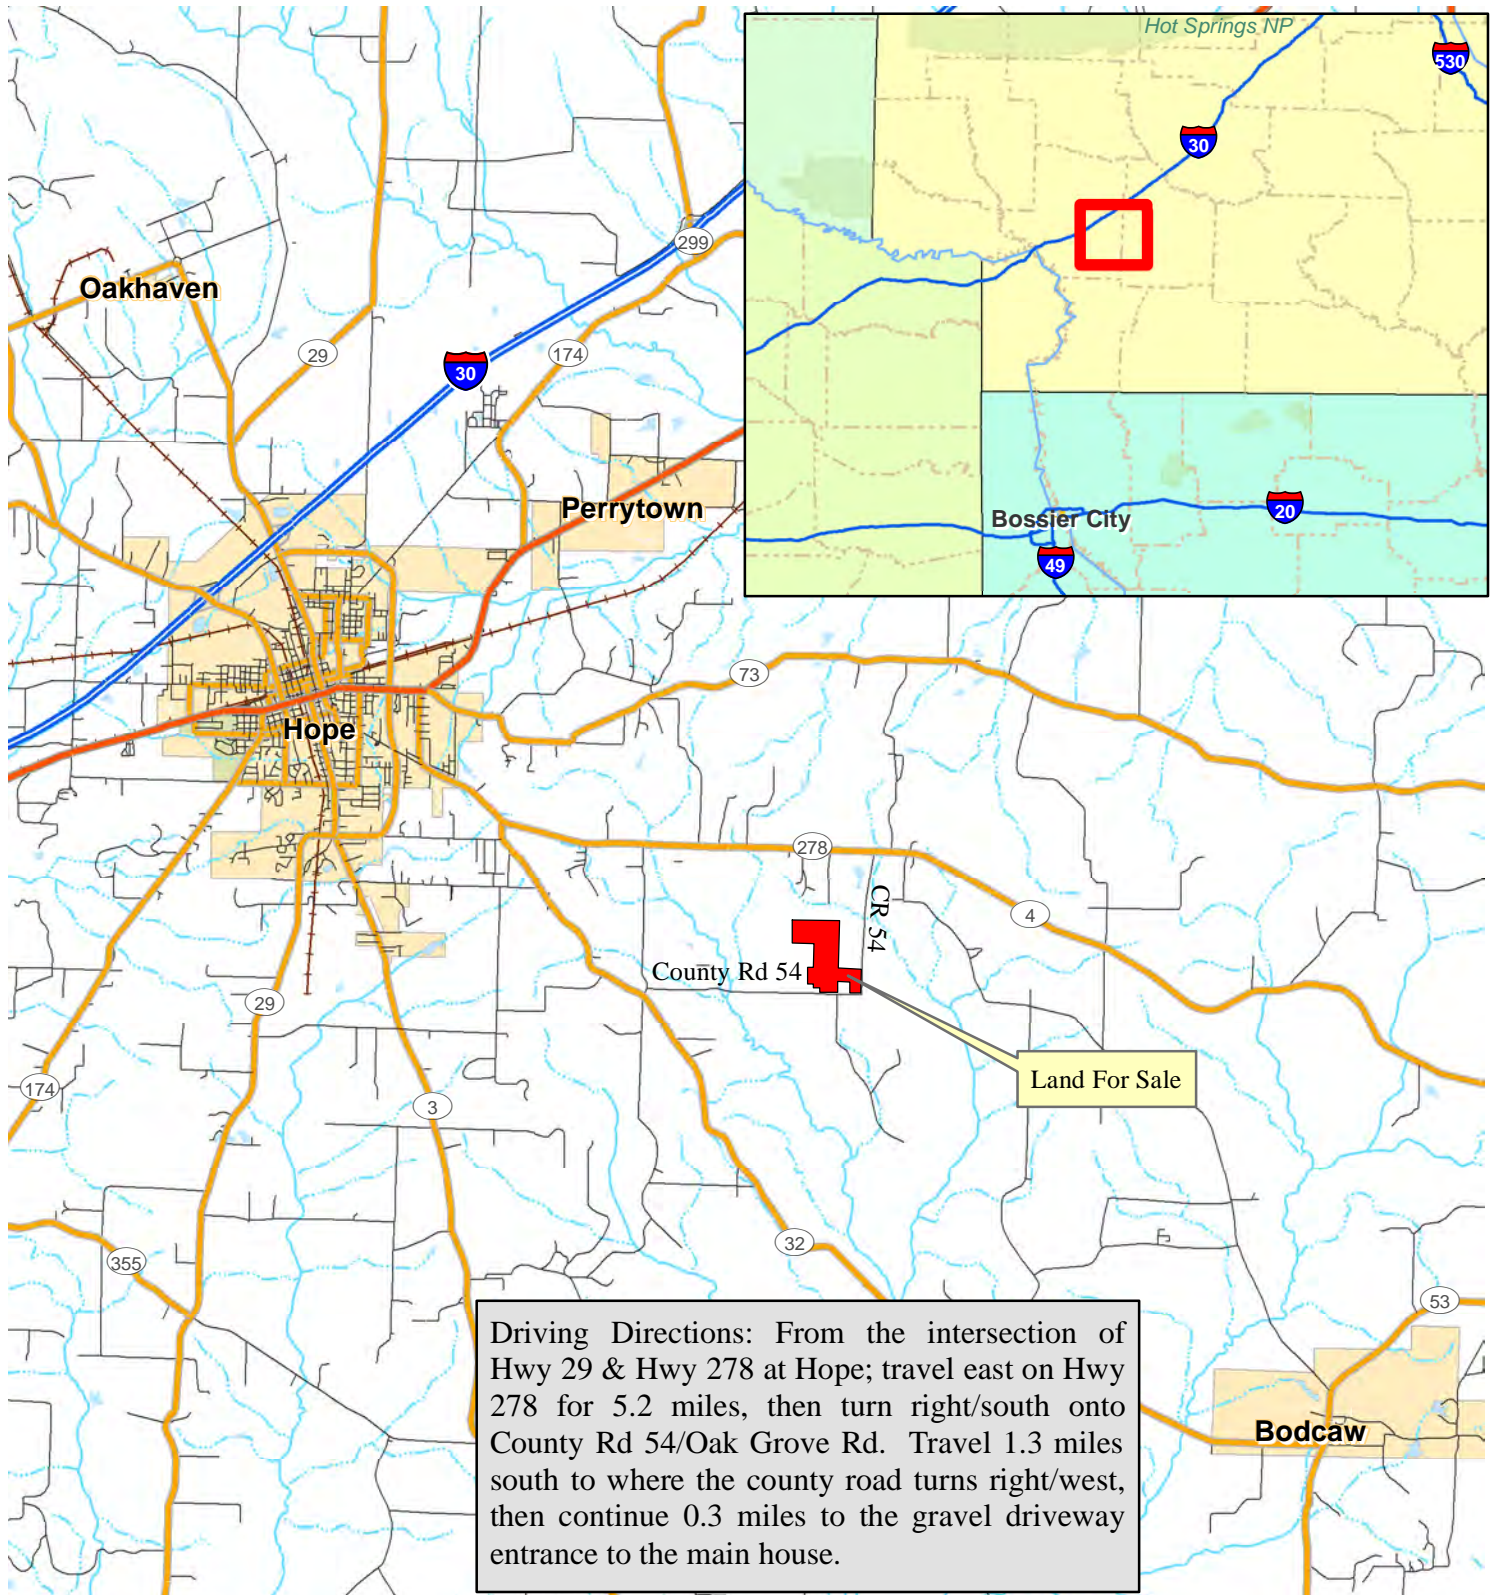 Hot Springs NP
530
30
299
Oakhaven
29
174
30
Perrytown
Bossier City
20
49
73
Hope
278
CR 54
4
County Rd 54
29
Land For Sale
174
3
32
355
53
Driving Directions: From the intersection of
Hwy 29 & Hwy 278 at Hope; travel east on Hwy
278 for 5.2 miles, then turn right/south onto
County Rd 54/Oak Grove Rd. Travel 1.3 miles
south to where the county road turns right/west,
then continue 0.3 miles to the gravel driveway
entrance to the main house.
Bodcaw